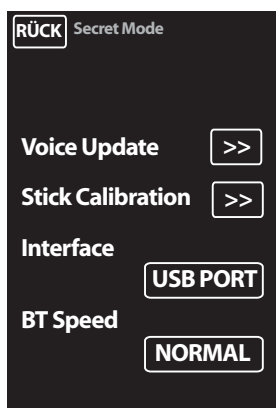 RÜCK Secret Mode
Voice Update >>
Stick Calibration >>
Interface
USB PORT
BT Speed
NORMAL